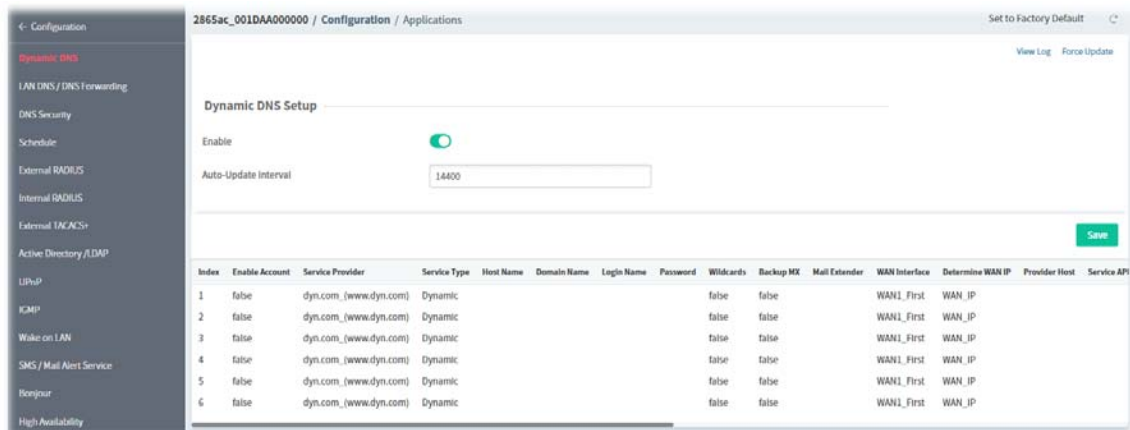 ← Configuration
2865ac_001DAA000000 / Configuration / Applications
Set to Factory Default
Dynamic DNS
LAN DNS / DNS Forwarding
DNS Security
Schedule
External RADIUS
Internal RADIUS
External TACACS+
Active Directory /LDAP
UPnP
IGMP
Wake on LAN
SMS / Mail Alert Service
Bonjour
High Availability
View Log Force Update
Dynamic DNS Setup
Enable
Auto-Update Interval 14400
Save
Index Enable Account Service Provider Service Type Host Name Domain Name Login Name Password Wildcards Backup MX Mail Extender WAN Interface Determine WAN IP Provider Host Service API
1 false dyn.com_(www.dyn.com) Dynamic false false WAN1_First WAN_IP
2 false dyn.com_(www.dyn.com) Dynamic false false WAN1_First WAN_IP
3 false dyn.com_(www.dyn.com) Dynamic false false WAN1_First WAN_IP
4 false dyn.com_(www.dyn.com) Dynamic false false WAN1_First WAN_IP
5 false dyn.com_(www.dyn.com) Dynamic false false WAN1_First WAN_IP
6 false dyn.com_(www.dyn.com) Dynamic false false WAN1_First WAN_IP